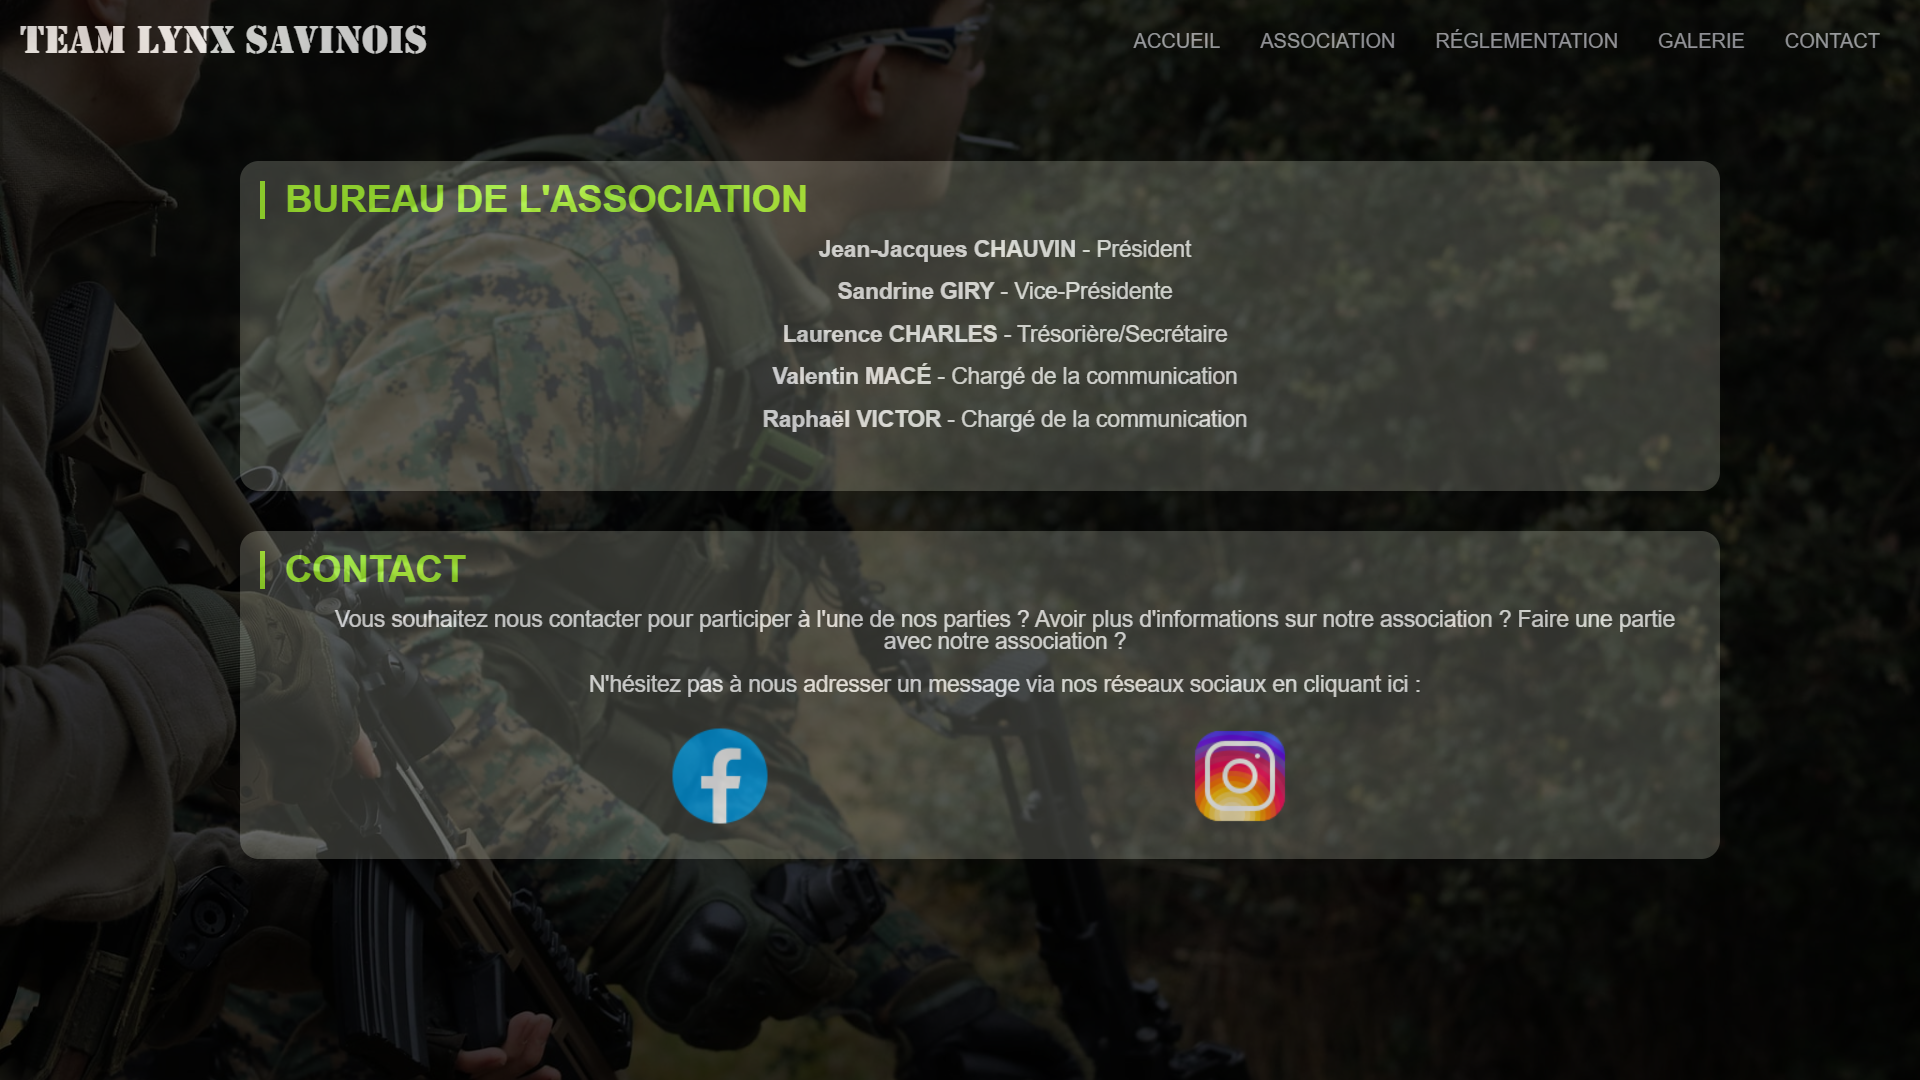 TEAM LYNX SAVINOIS
ACCUEIL ASSOCIATION RÉGLEMENTATION GALERIE CONTACT
BUREAU DE L'ASSOCIATION
Jean-Jacques CHAUVIN - Président
Sandrine GIRY - Vice-Présidente
Laurence CHARLES - Trésorière/Secrétaire
Valentin MACÉ - Chargé de la communication
Raphaël VICTOR - Chargé de la communication
CONTACT
Vous souhaitez nous contacter pour participer à l'une de nos parties ? Avoir plus d'informations sur notre association ? Faire une partie
avec notre association ?
N'hésitez pas à nous adresser un message via nos réseaux sociaux en cliquant ici :